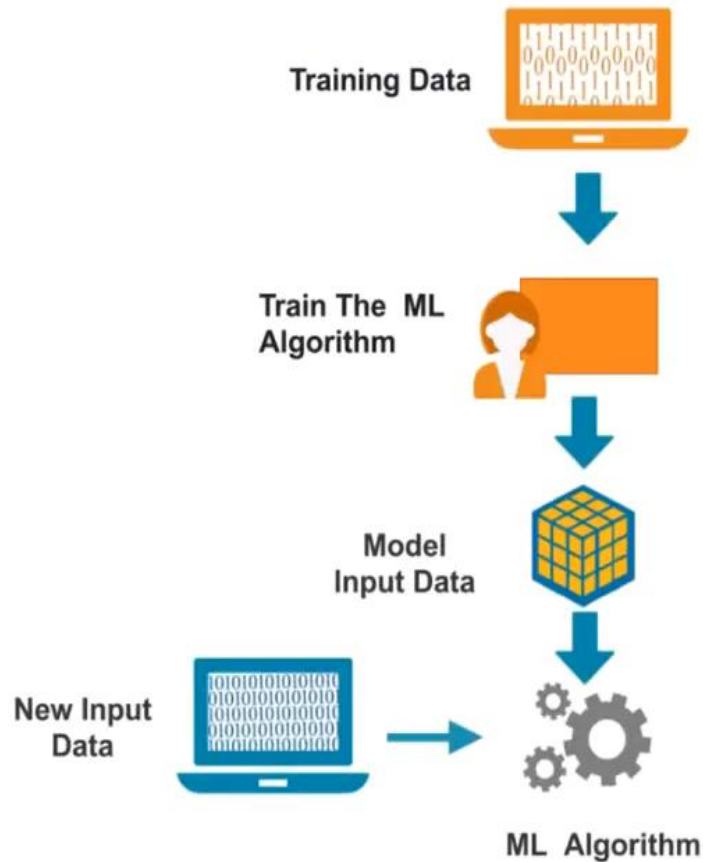 Training Data
Train The ML
Algorithm
Model
Input Data
New Input
Data
ML Algorithm